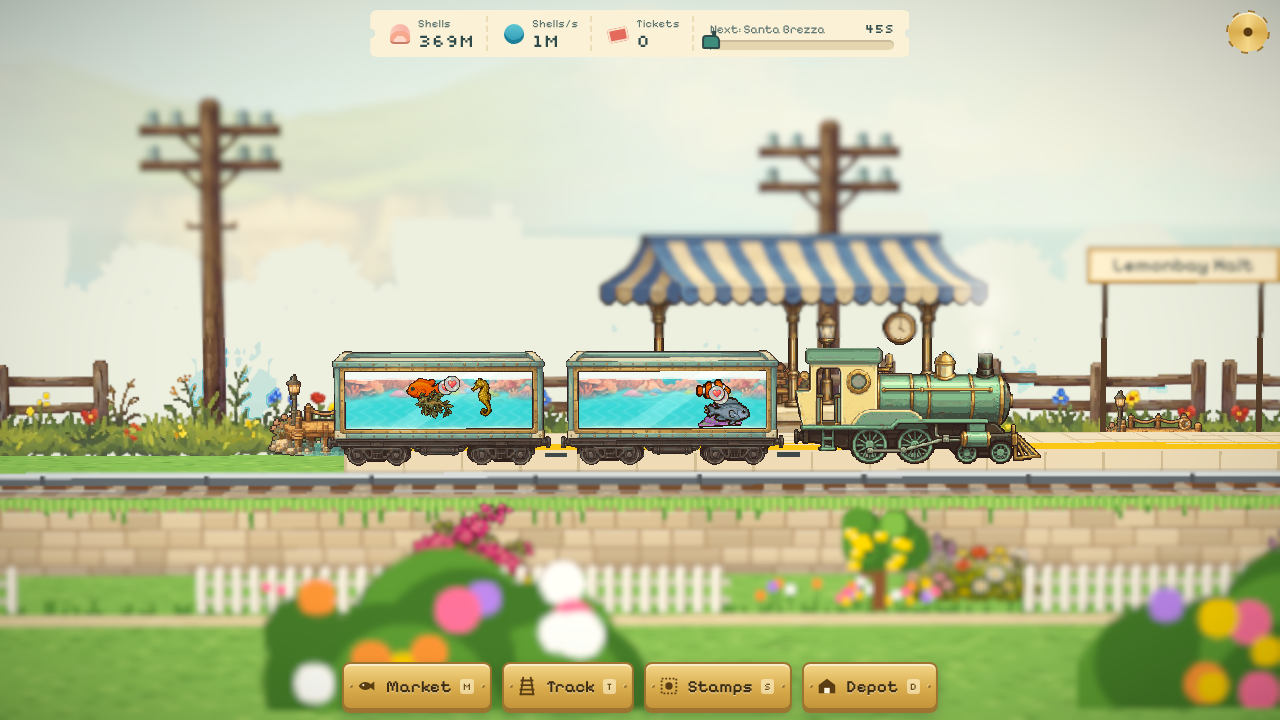 Shells
369M
Shells/s
1M
Tickets
0
Next: Santa Brezza
45S
Lemonbay Halt
Market M
Track T
Stamps S
Depot D